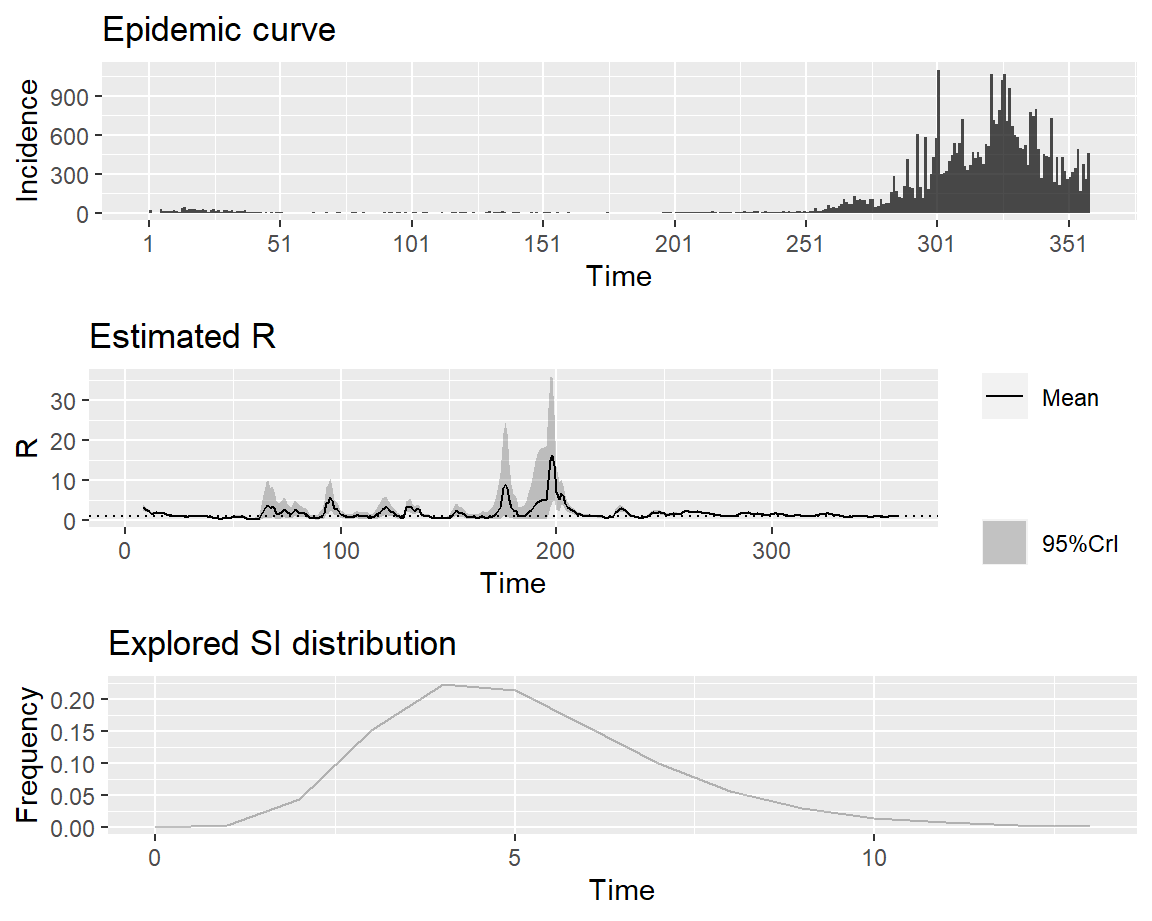 Epidemic curve
Incidence
900
600
300
0
1 51 101 151 201 251 301 351
Time
Estimated R
R
30
20
10
0
0 100 200 300
Time
Mean
95%CrI
Explored SI distribution
Frequency
0.20
0.15
0.10
0.05
0.00
0 5 10
Time